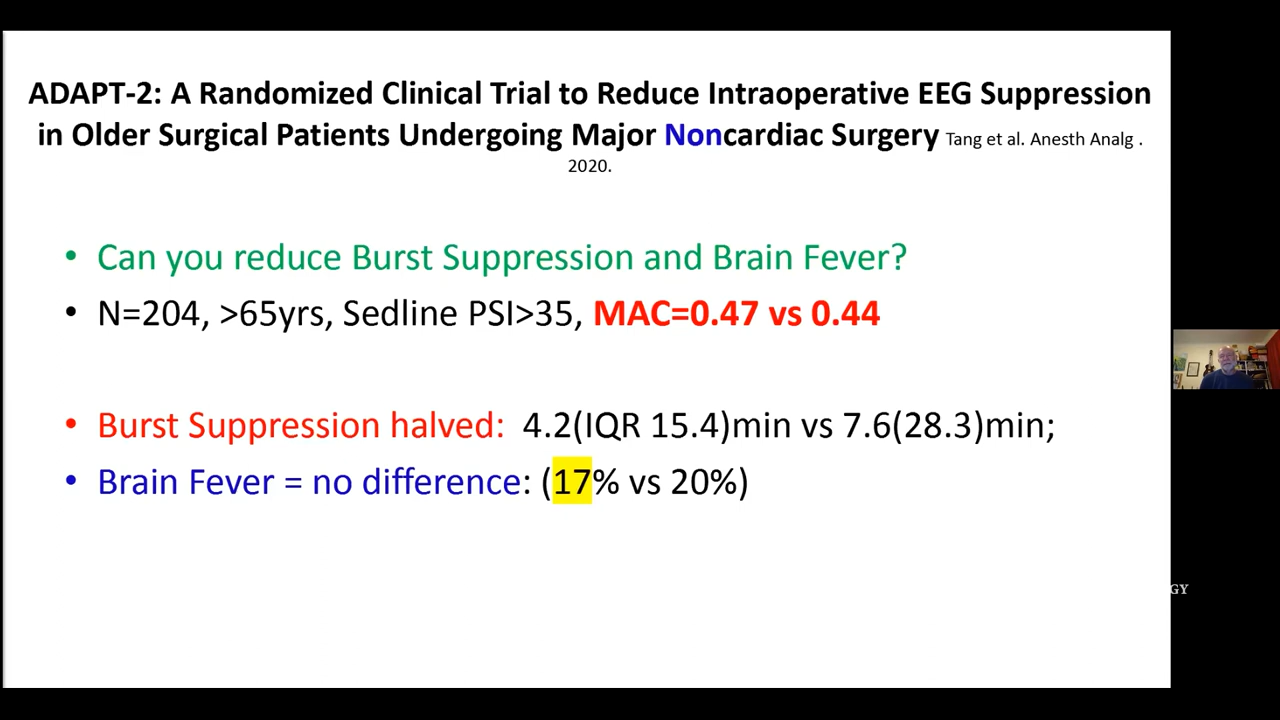 ADAPT-2: A Randomized Clinical Trial to Reduce Intraoperative EEG Suppression
in Older Surgical Patients Undergoing Major Noncardiac Surgery Tang et al. Anesth Analg .
2020.
• Can you reduce Burst Suppression and Brain Fever?
• N=204, >65yrs, Sedline PSI>35, MAC=0.47 vs 0.44
• Burst Suppression halved: 4.2(IQR 15.4)min vs 7.6(28.3)min;
• Brain Fever = no difference: (17% vs 20%)
GY